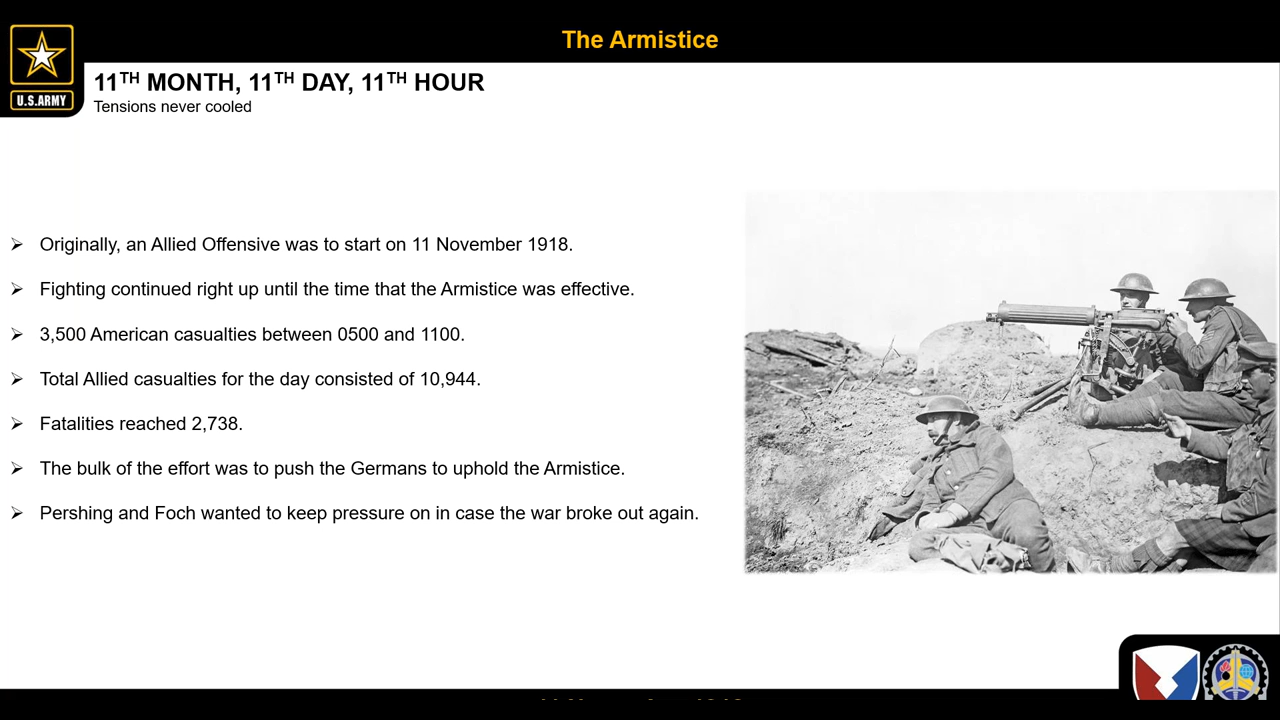 The Armistice
U.S.ARMY
11TH MONTH, 11TH DAY, 11TH HOUR
Tensions never cooled
Originally, an Allied Offensive was to start on 11 November 1918.
Fighting continued right up until the time that the Armistice was effective.
3,500 American casualties between 0500 and 1100.
Total Allied casualties for the day consisted of 10,944.
Fatalities reached 2,738.
The bulk of the effort was to push the Germans to uphold the Armistice.
Pershing and Foch wanted to keep pressure on in case the war broke out again.